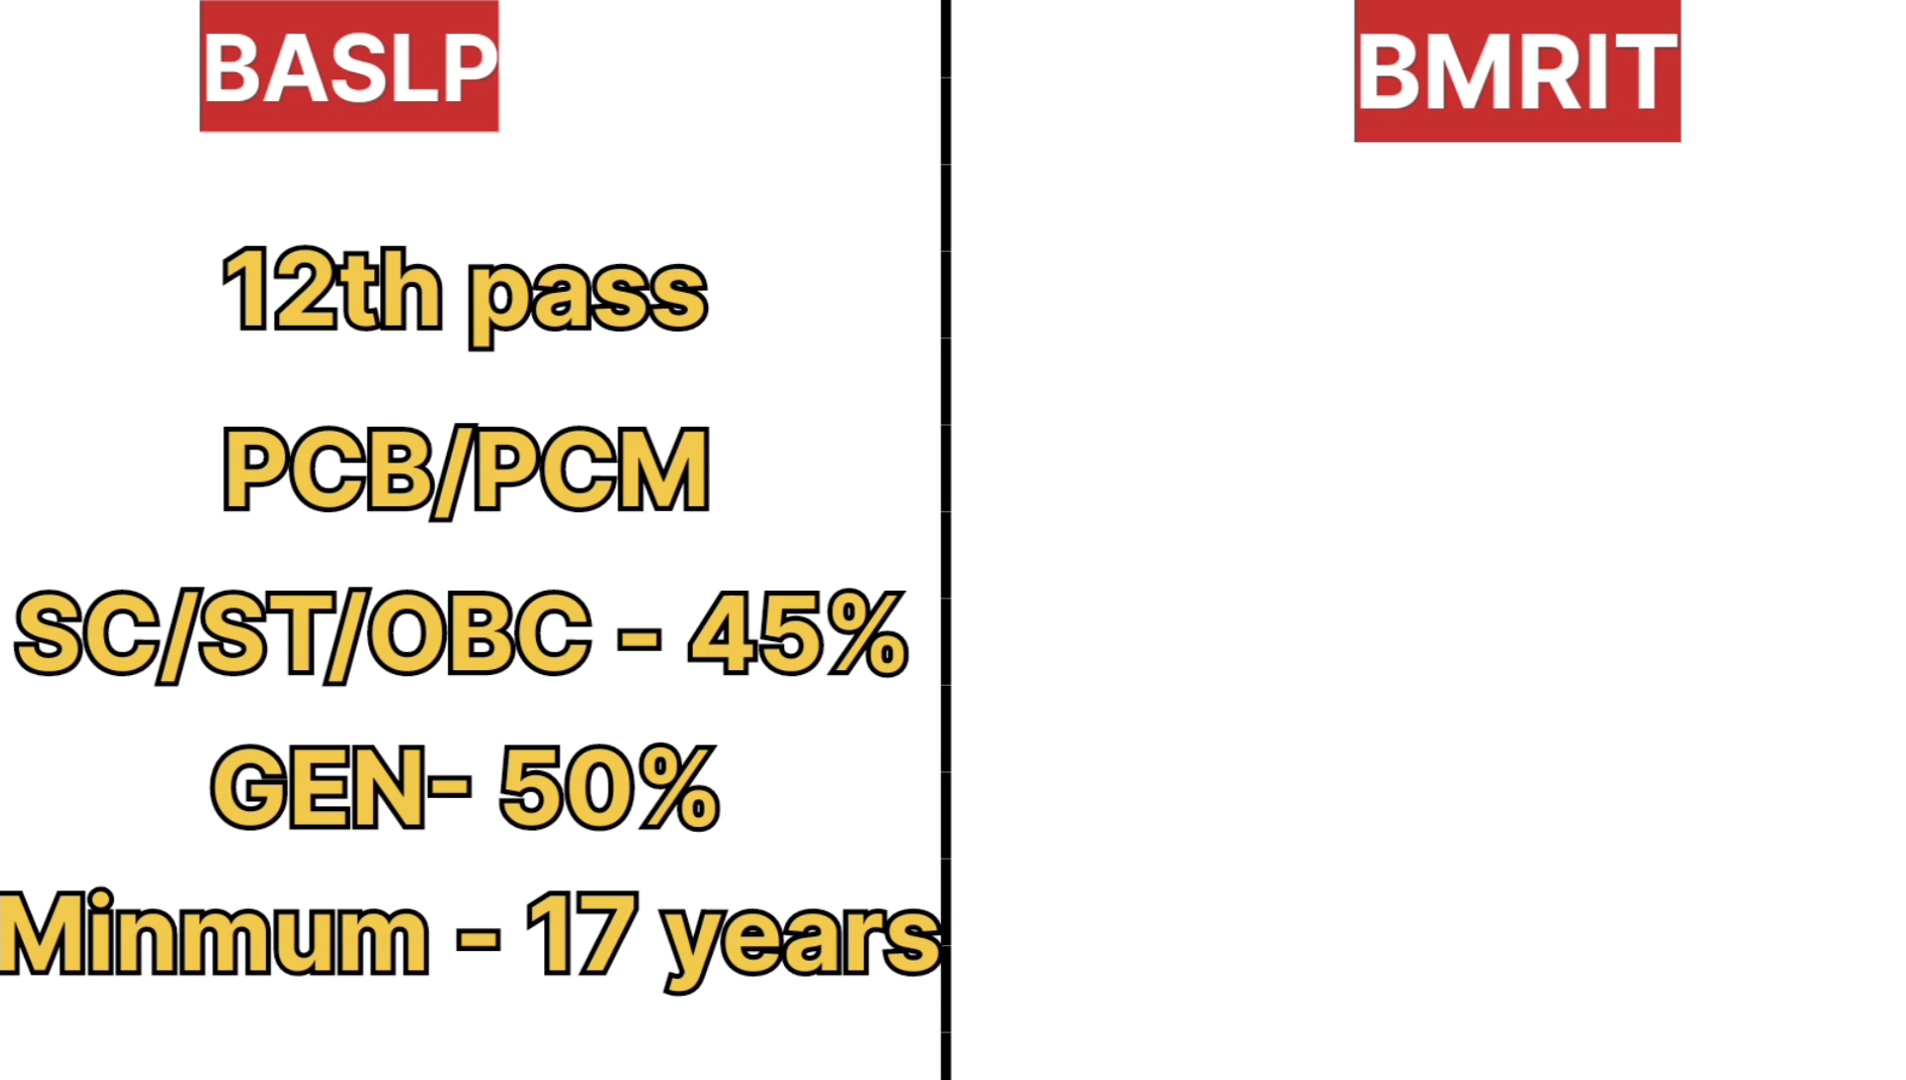 BASLP
12th pass
PCB/PCM
SC/ST/OBC - 45%
GEN- 50%
Minmum - 17 years
BMRIT